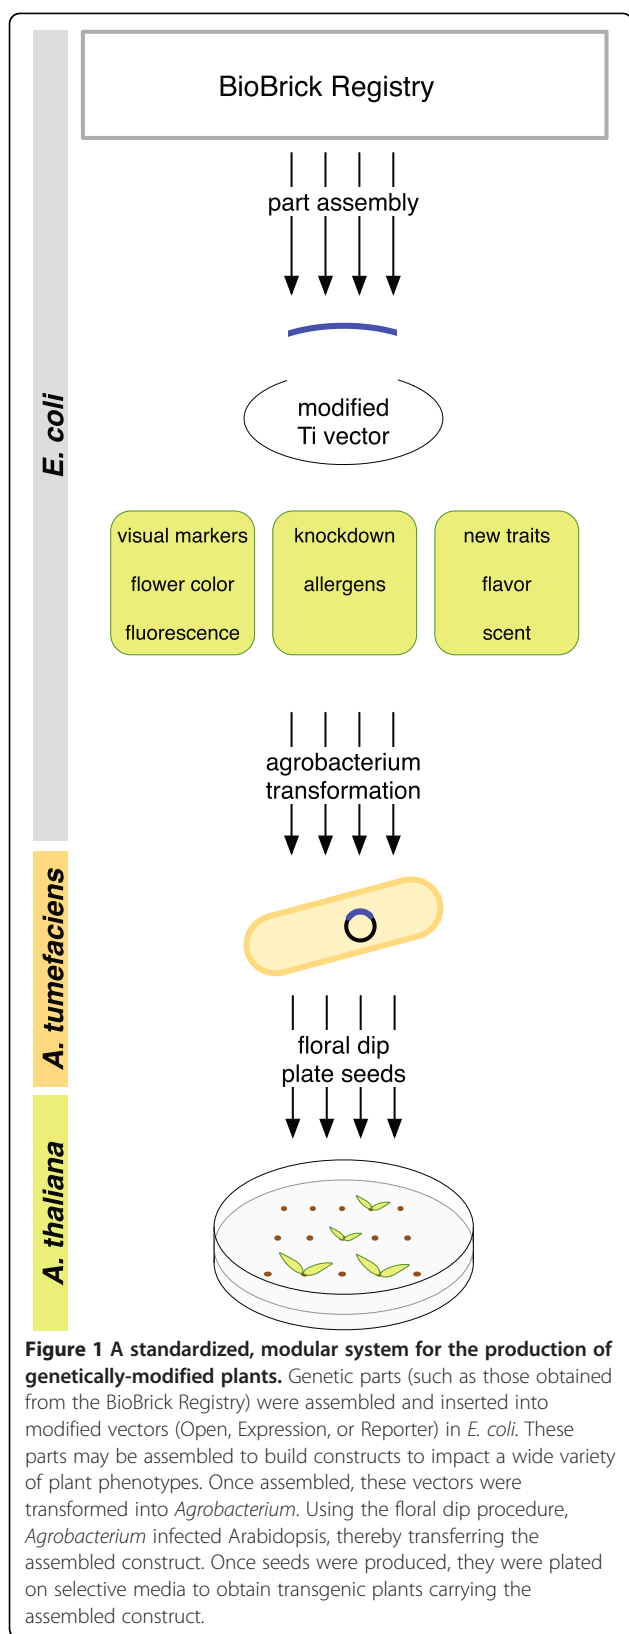 BioBrick Registry
part assembly
modified
Ti vector
E. coli
visual markers
flower color
fluorescence
knockdown
allergens
new traits
flavor
scent
agrobacterium
transformation
A. tumefaciens
floral dip
plate seeds
A. thaliana
Figure 1 A standardized, modular system for the production of
genetically-modified plants. Genetic parts (such as those obtained
from the BioBrick Registry) were assembled and inserted into
modified vectors (Open, Expression, or Reporter) in E. coli. These
parts may be assembled to build constructs to impact a wide variety
of plant phenotypes. Once assembled, these vectors were
transformed into Agrobacterium. Using the floral dip procedure,
Agrobacterium infected Arabidopsis, thereby transferring the
assembled construct. Once seeds were produced, they were plated
on selective media to obtain transgenic plants carrying the
assembled construct.